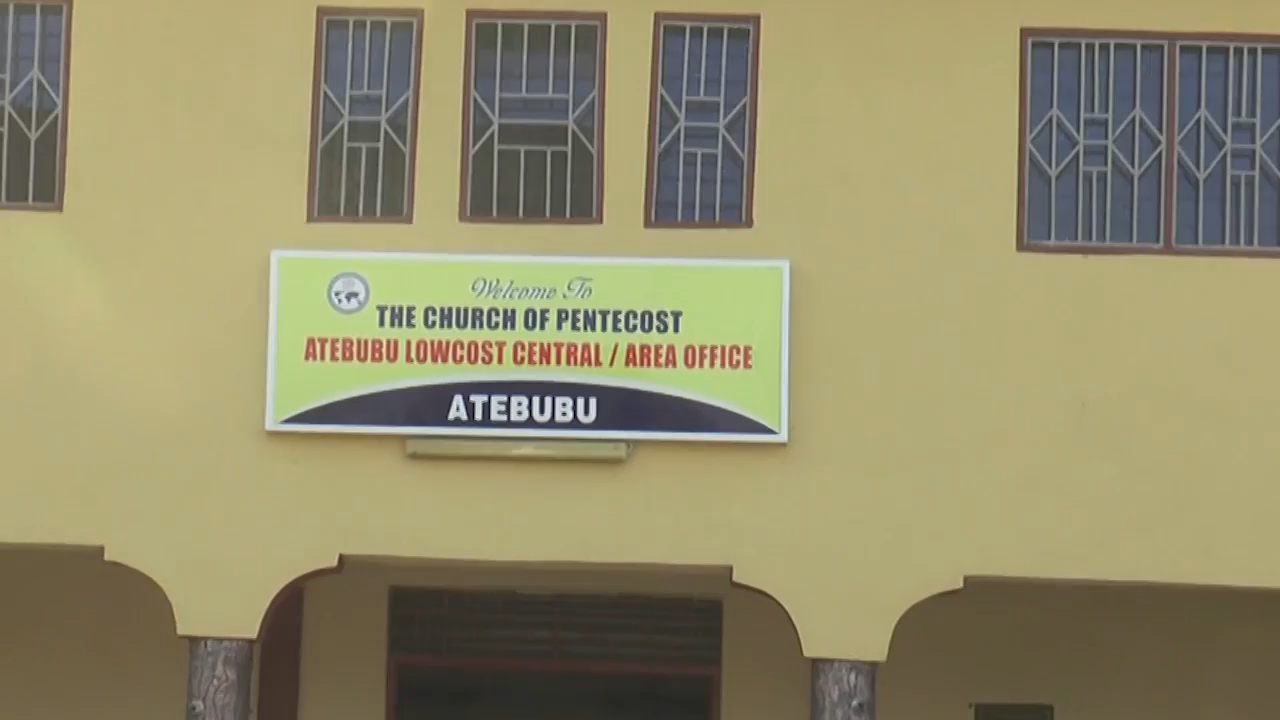 Welcome To
THE CHURCH OF PENTECOST
ATEBUBU LOWCOST CENTRAL / AREA OFFICE
ATEBUBU